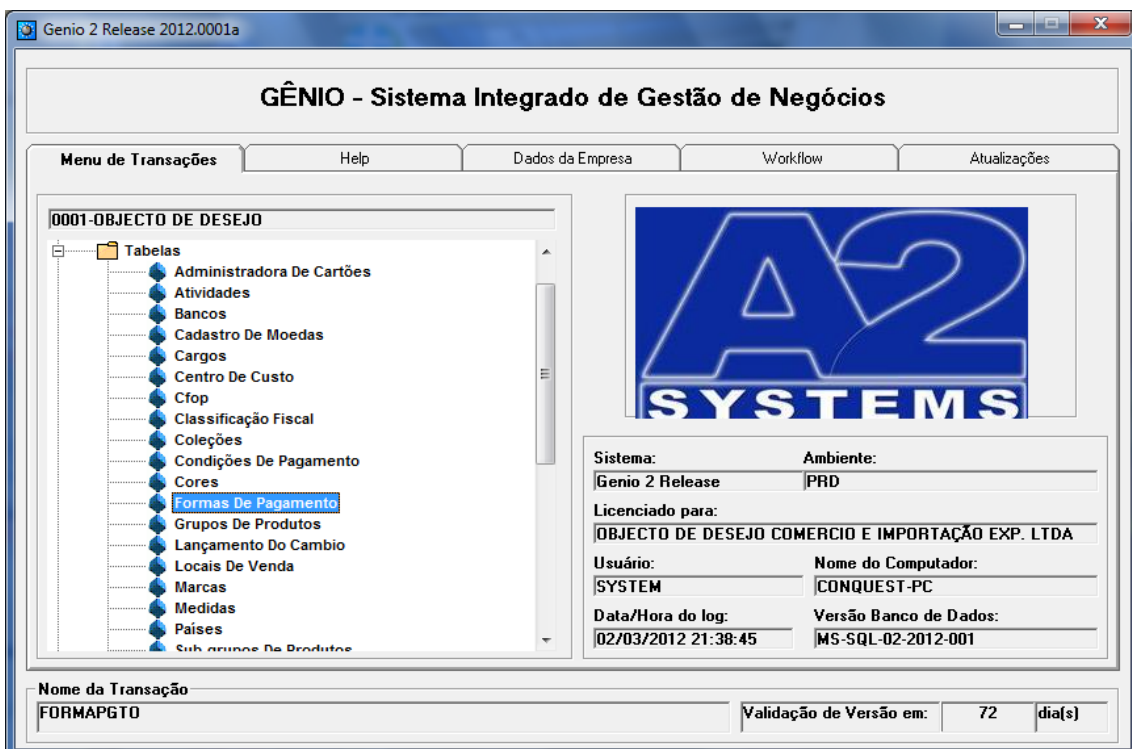 Genio 2 Release 2012.0001a
GÊNIO - Sistema Integrado de Gestão de Negócios
Menu de Transações Help Dados da Empresa Workflow Atualizações
0001-OBJECTO DE DESEJO
Tabelas
Administradora De Cartões
Atividades
Bancos
Cadastro De Moedas
Cargos
Centro De Custo
Cfop
Classificação Fiscal
Coleções
Condições De Pagamento
Cores
Formas De Pagamento
Grupos De Produtos
Lançamento Do Cambio
Locais De Venda
Marcas
Medidas
Países
Sub grupos De Produtos
A2
SYSTEMS
Sistema: Ambiente:
Genio 2 Release PRD
Licenciado para:
OBJECTO DE DESEJO COMERCIO E IMPORTAÇÃO EXP. LTDA
Usuário: Nome do Computador:
SYSTEM CONQUEST-PC
Data/Hora do log: Versão Banco de Dados:
02/03/2012 21:38:45 MS-SQL-02-2012-001
Nome da Transação
FORMAPGTO Validação de Versão em: 72 dia(s)